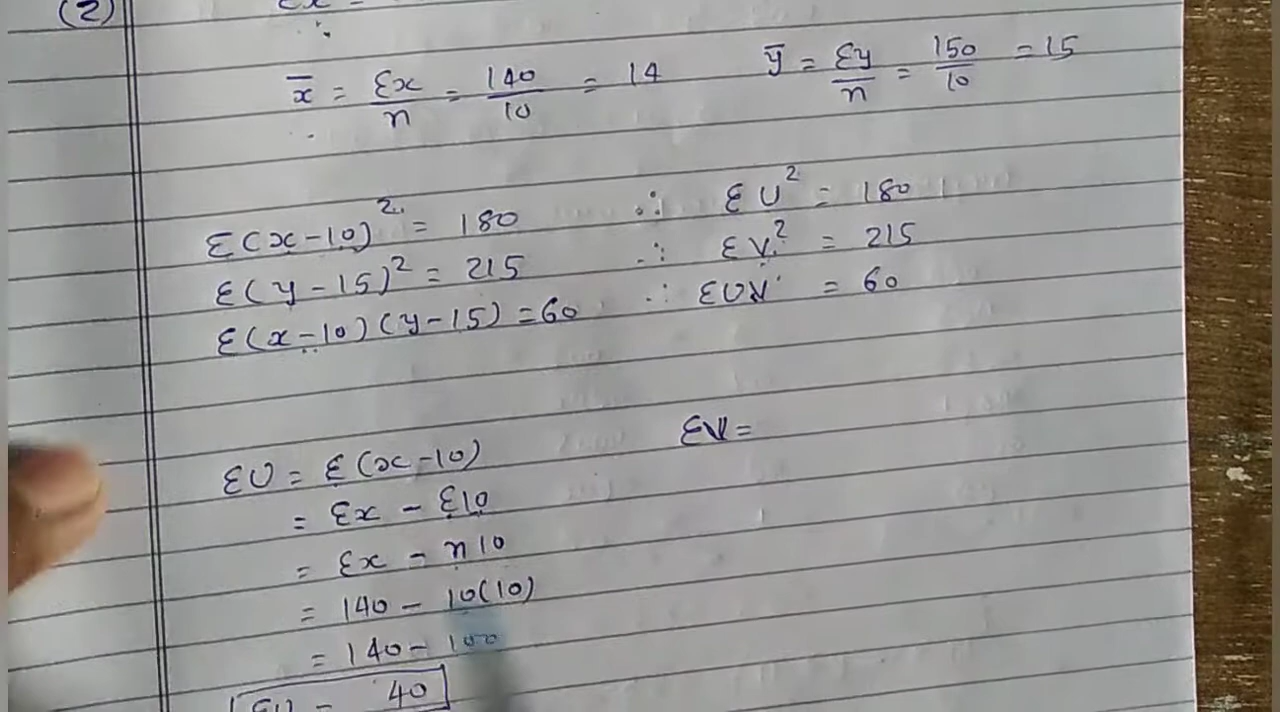 (2)
x̄ = Σx/n = 140/10 = 14    ȳ = Σy/n = 150/10 = 15
Σ(x-10)² = 180    ∴ ΣU² = 180
Σ(y-15)² = 215    ∴ ΣV² = 215
Σ(x-10)(y-15) = 60    ∴ ΣUV = 60
ΣU = Σ(x-10)    ΣV =
= Σx - Σ10
= Σx - n10
= 140 - 10(10)
= 140 - 100
ΣU = 40